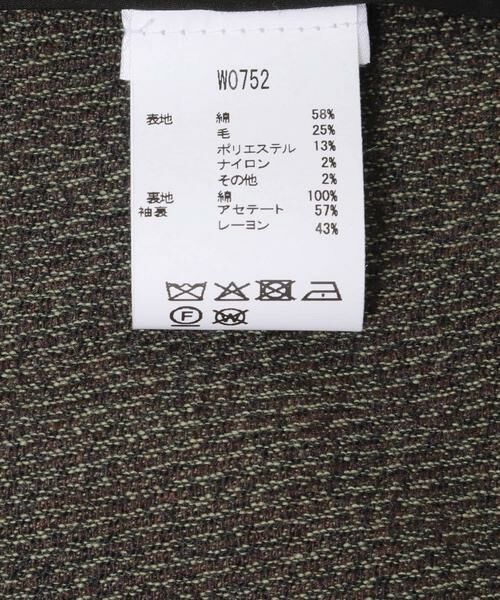 W0752
表地 綿 58%
毛 25%
ポリエステル 13%
ナイロン 2%
その他 2%
裏地 綿 100%
袖裏 アセテート 57%
レーヨン 43%
F W